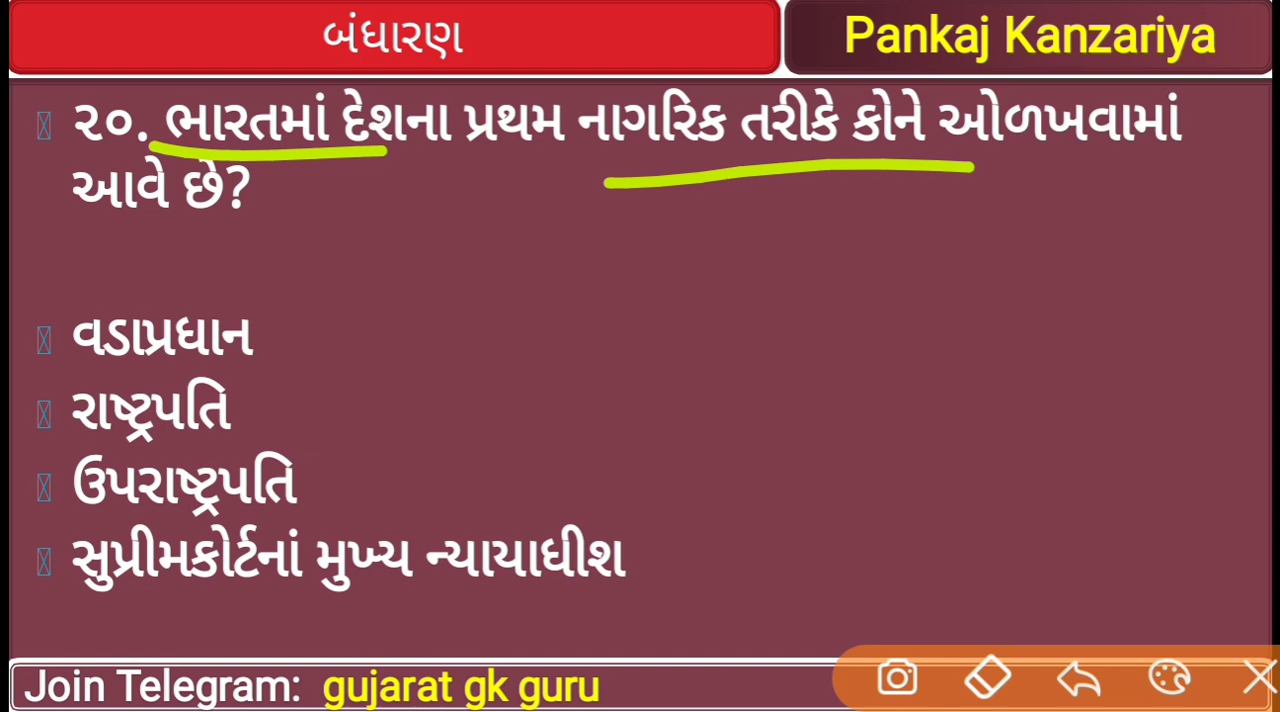 બંધારણ
Pankaj Kanzariya
૨૦. ભારતમાં દેશના પ્રથમ નાગરિક તરીકે કોને ઓળખવામાં
આવે છે?
વડાપ્રધાન
રાષ્ટ્રપતિ
ઉપરાષ્ટ્રપતિ
સુપ્રીમકોર્ટનાં મુખ્ય ન્યાયાધીશ
Join Telegram: gujarat gk guru